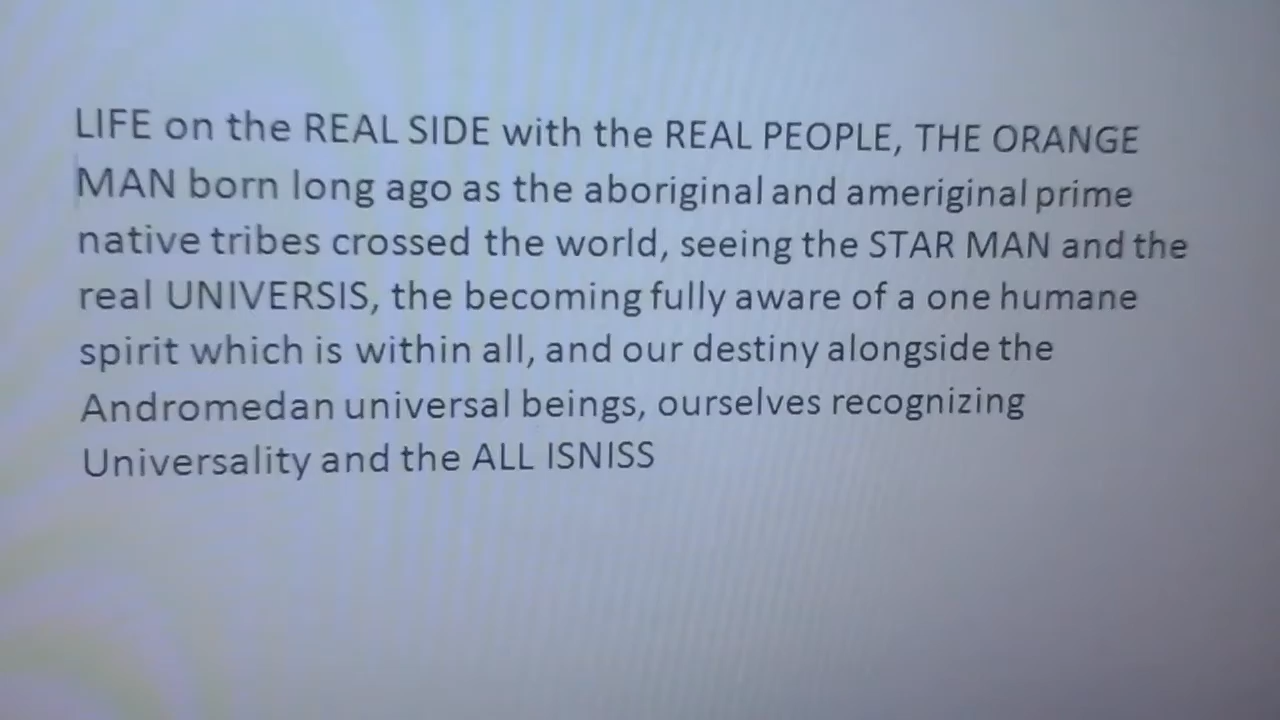 LIFE on the REAL SIDE with the REAL PEOPLE, THE ORANGE
MAN born long ago as the aboriginal and ameriginal prime
native tribes crossed the world, seeing the STAR MAN and the
real UNIVERSIS, the becoming fully aware of a one humane
spirit which is within all, and our destiny alongside the
Andromedan universal beings, ourselves recognizing
Universality and the ALL ISNISS